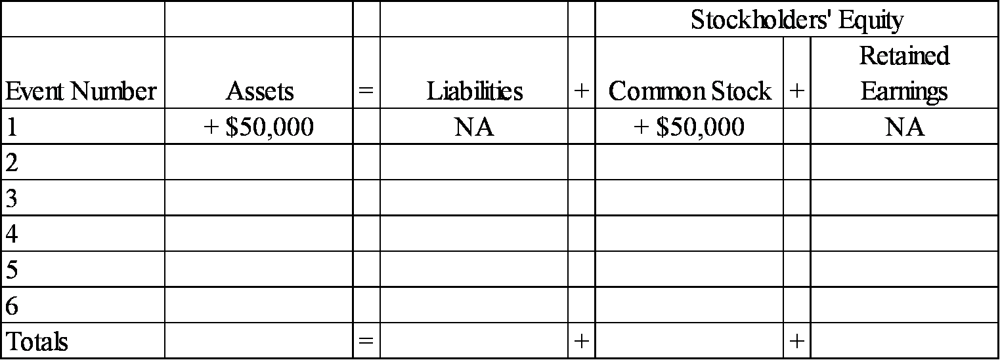 Stockholders' Equity
Retained
Event Number Assets = Liabilities + Common Stock + Earnings
1 + $50,000 NA + $50,000 NA
2
3
4
5
6
Totals = + +